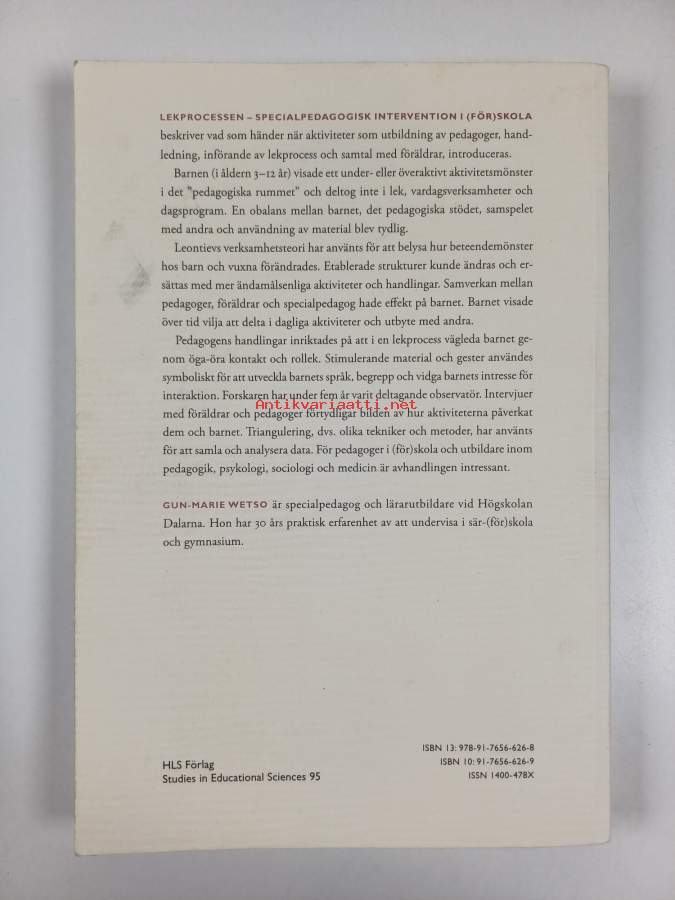 LEKPROCESSEN – SPECIALPEDAGOGISK INTERVENTION I (FÖR)SKOLA
beskriver vad som händer när aktiviteter som utbildning av pedagoger, hand-
ledning, införande av lekprocess och samtal med föräldrar, introduceras.
Barnen (i åldern 3–12 år) visade ett under- eller överaktivt aktivitetsmönster
i det "pedagogiska rummet" och deltog inte i lek, vardagsverksamheter och
dagsprogram. En obalans mellan barnet, det pedagogiska stödet, samspelet
med andra och användning av material blev tydlig.
Leontievs verksamhetsteori har använts för att belysa hur beteendemönster
hos barn och vuxna förändrades. Etablerade strukturer kunde ändras och er-
sättas med mer ändamålsenliga aktiviteter och handlingar. Samverkan mellan
pedagoger, föräldrar och specialpedagog hade effekt på barnet. Barnet visade
över tid vilja att delta i dagliga aktiviteter och utbyte med andra.
Pedagogens handlingar inriktades på att i en lekprocess vägleda barnet ge-
nom öga-öra kontakt och rollek. Stimulerande material och gester användes
symboliskt för att utveckla barnets språk, begrepp och vidga barnets intresse för
interaktion. Forskaren har under fem år varit deltagande observatör. Intervjuer
Antikvariaatti.net
med föräldrar och pedagoger förtydligar bilden av hur aktiviteterna påverkat
dem och barnet. Triangulering, dvs. olika tekniker och metoder, har använts
för att samla och analysera data. För pedagoger i (för)skola och utbildare inom
pedagogik, psykologi, sociologi och medicin är avhandlingen intressant.
GUN-MARIE WETSO är specialpedagog och lärarutbildare vid Högskolan
Dalarna. Hon har 30 års praktisk erfarenhet av att undervisa i sär-(för)skola
och gymnasium.
HLS Förlag
Studies in Educational Sciences 95
ISBN 13: 978-91-7656-626-8
ISBN 10: 91-7656-626-9
ISSN 1400-478X